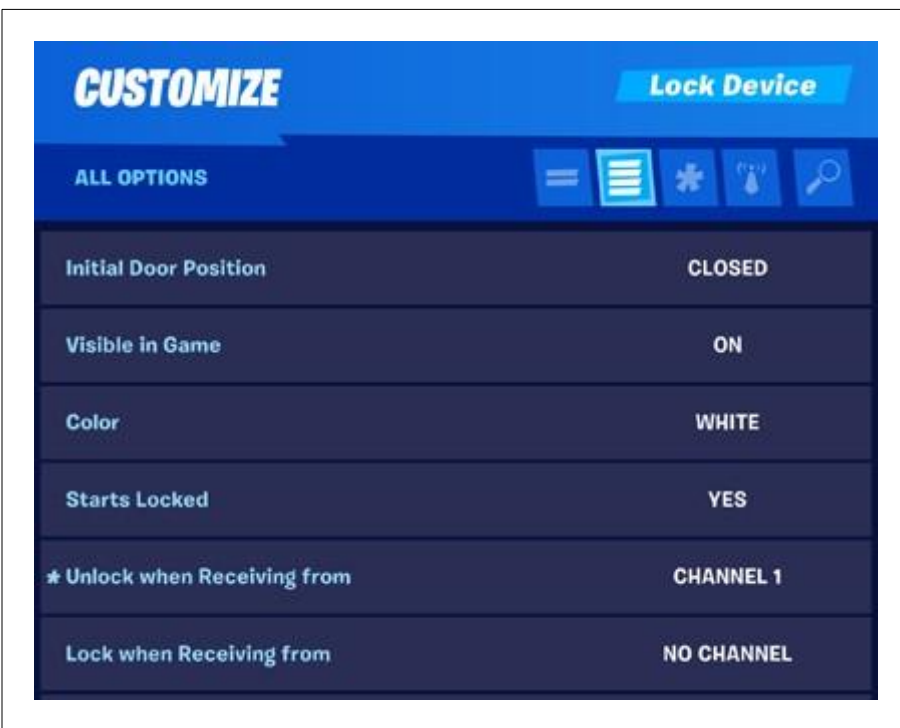 CUSTOMIZE
Lock Device
ALL OPTIONS
Initial Door Position CLOSED
Visible in Game ON
Color WHITE
Starts Locked YES
* Unlock when Receiving from CHANNEL 1
Lock when Receiving from NO CHANNEL